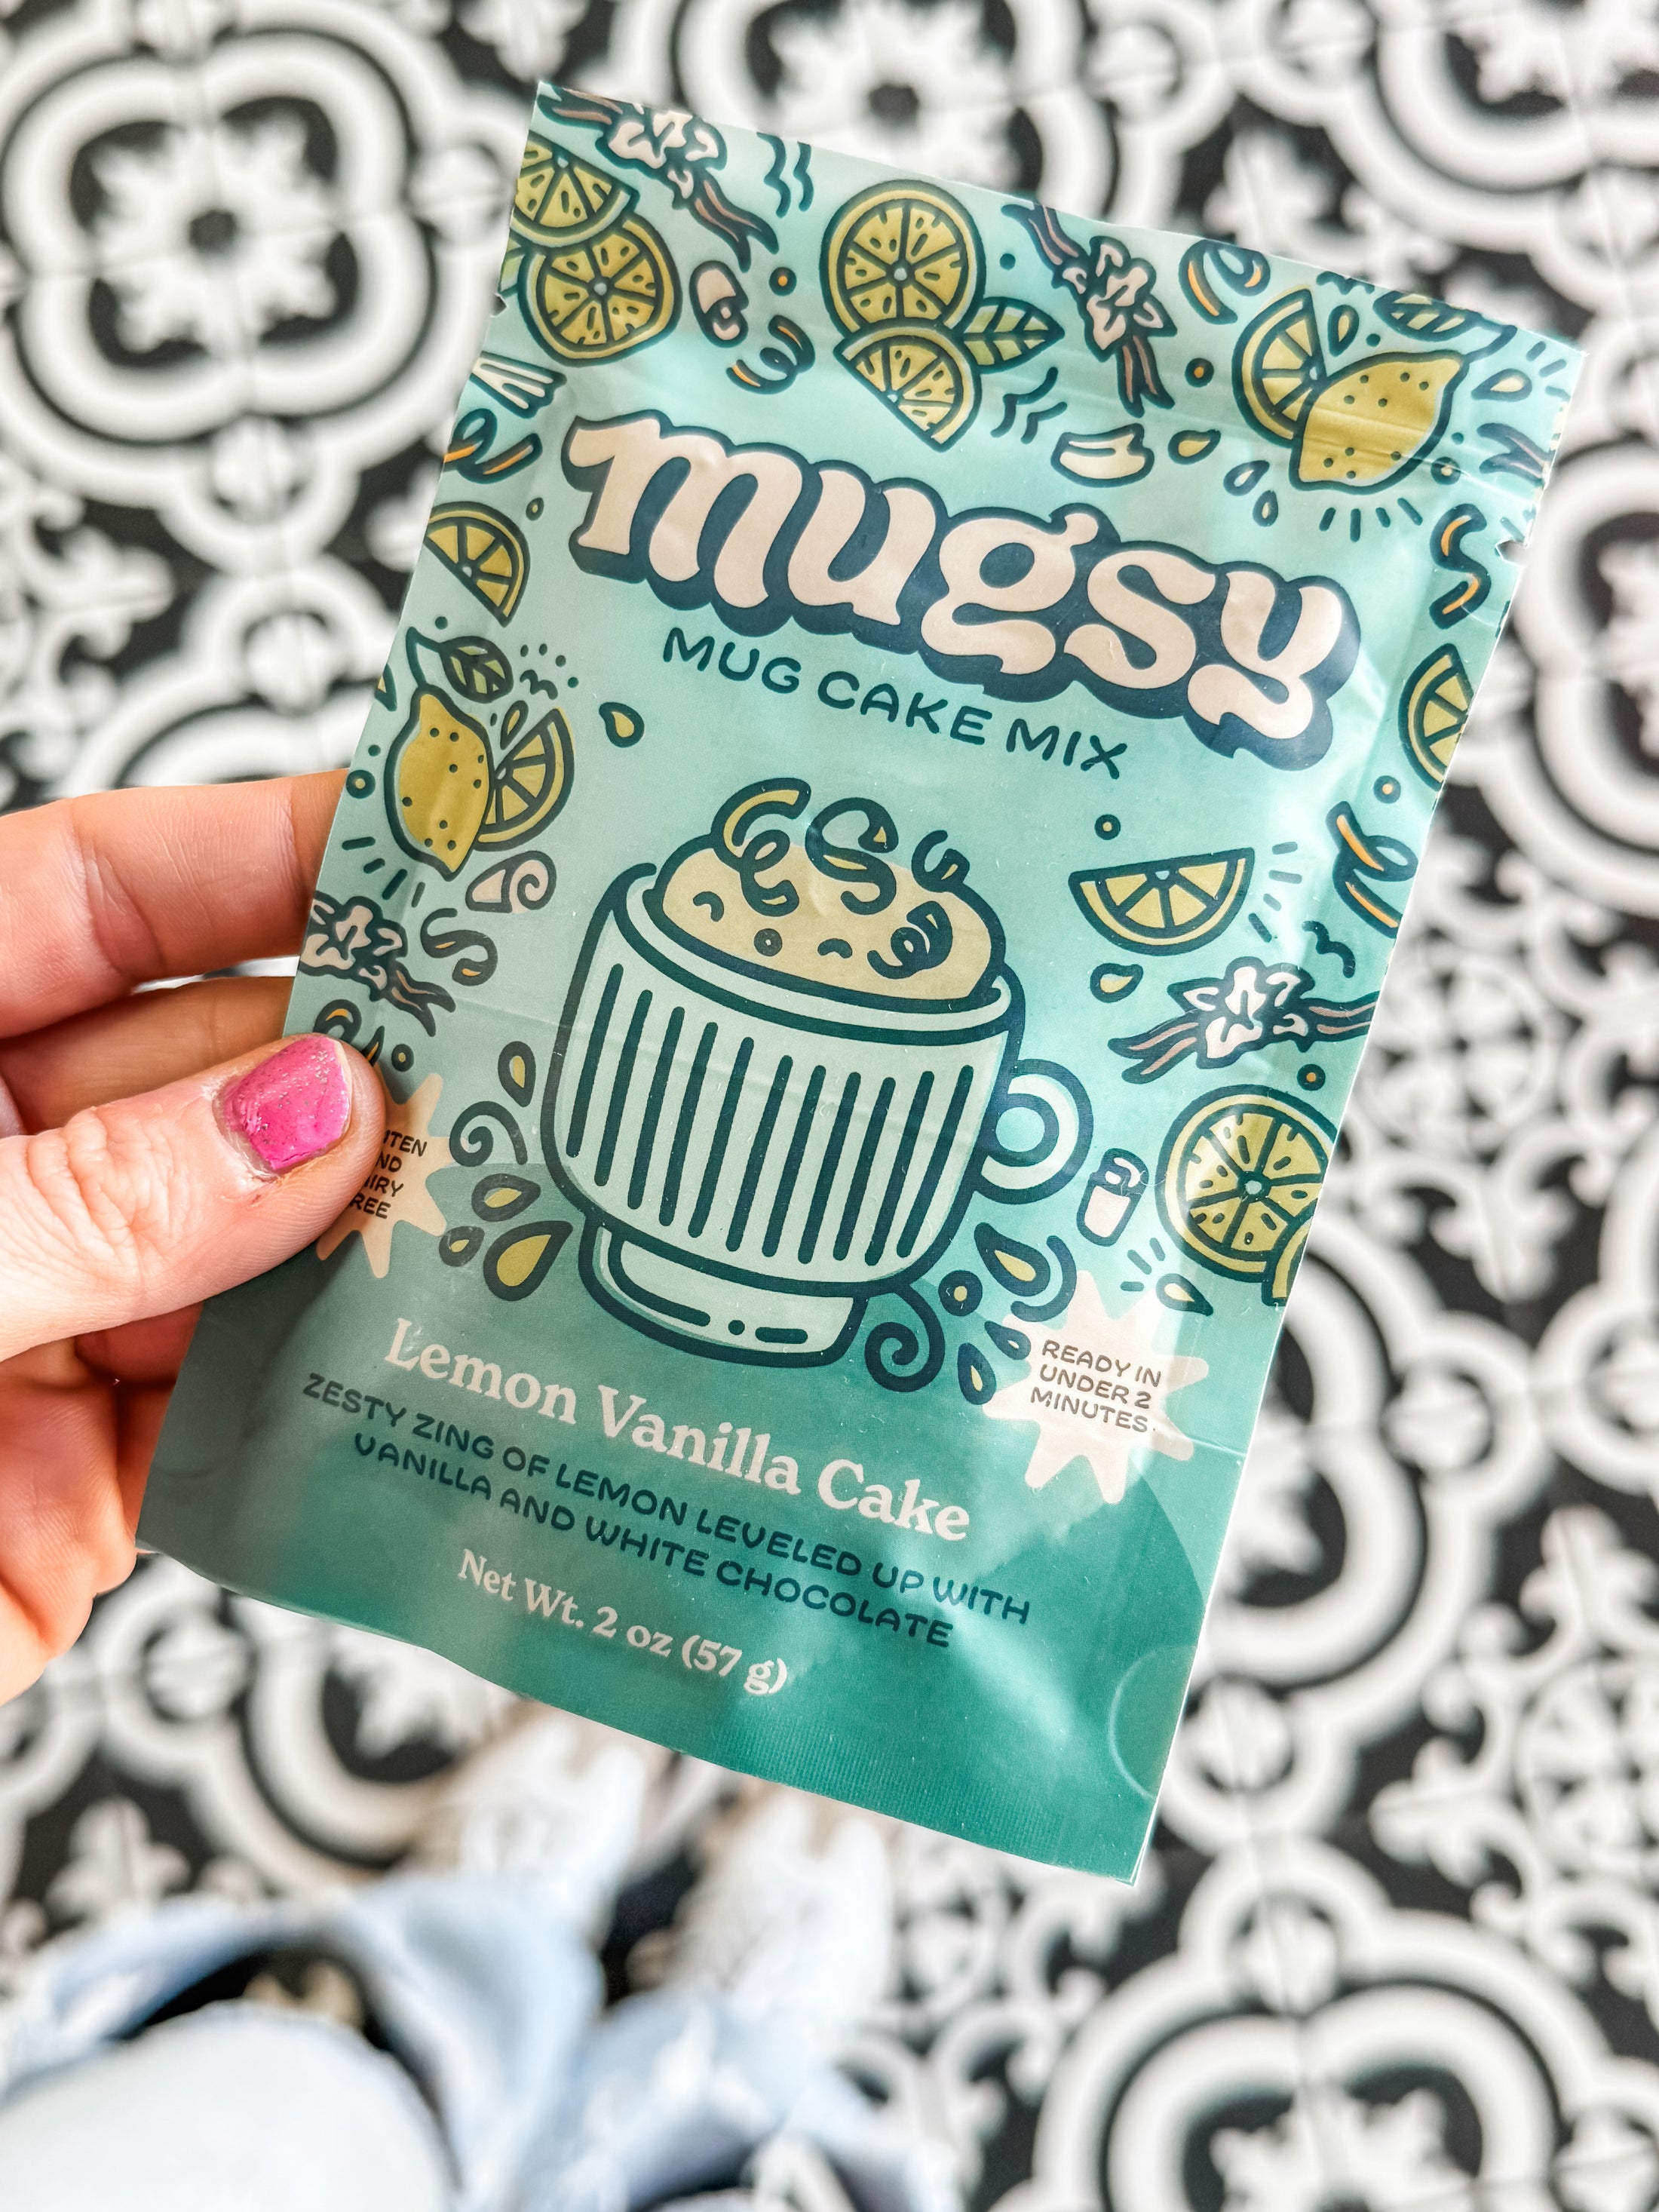 mugsy
MUG CAKE MIX
READY IN
UNDER 2
MINUTES.
Lemon Vanilla Cake
ZESTY ZING OF LEMON LEVELED UP WITH
VANILLA AND WHITE CHOCOLATE
Net Wt. 2 oz (57 g)